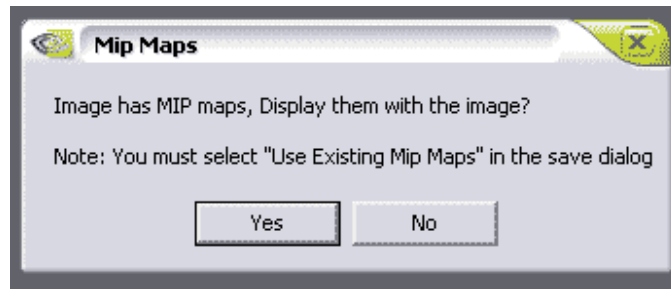 Mip Maps
Image has MIP maps, Display them with the image?
Note: You must select "Use Existing Mip Maps" in the save dialog
Yes
No